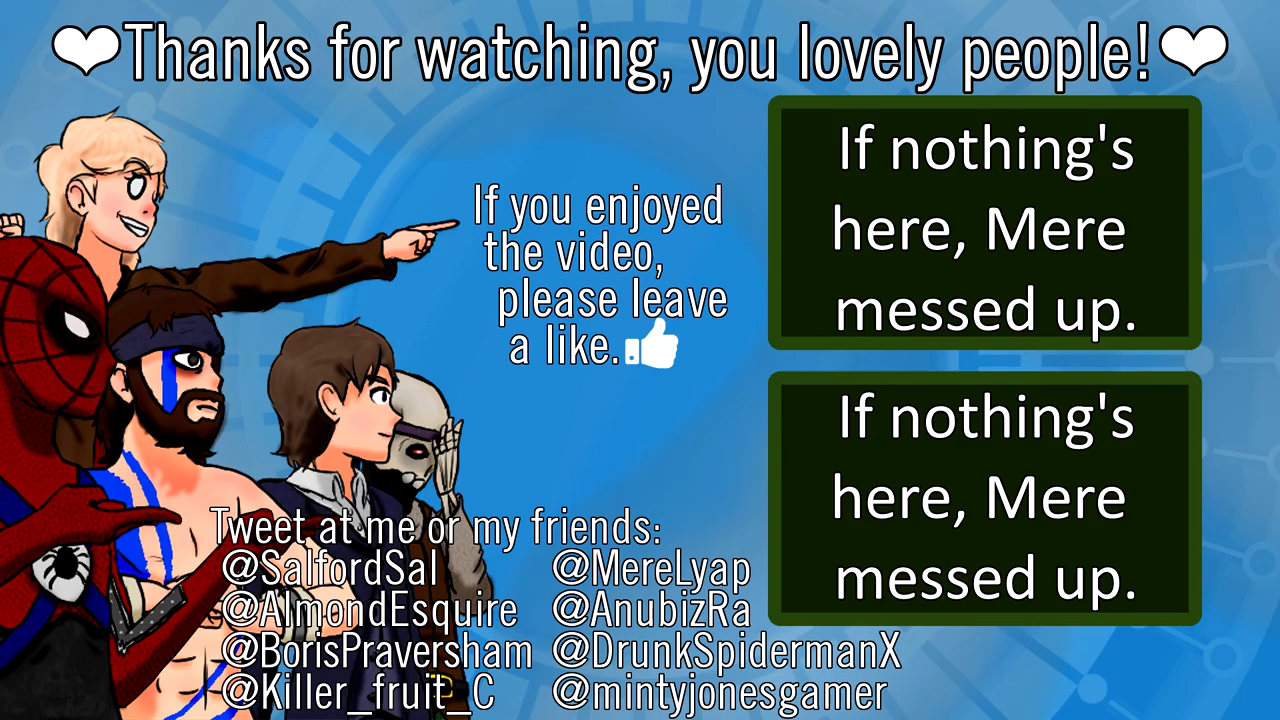 ❤Thanks for watching, you lovely people!❤
If you enjoyed
the video,
please leave
a like.
If nothing's
here, Mere
messed up.
If nothing's
here, Mere
messed up.
Tweet at me or my friends:
@SalfordSal @MereLyap
@AlmondEsquire @AnubizRa
@BorisPraversham @DrunkSpidermanX
@Killer_fruit_C @mintyjonesgamer